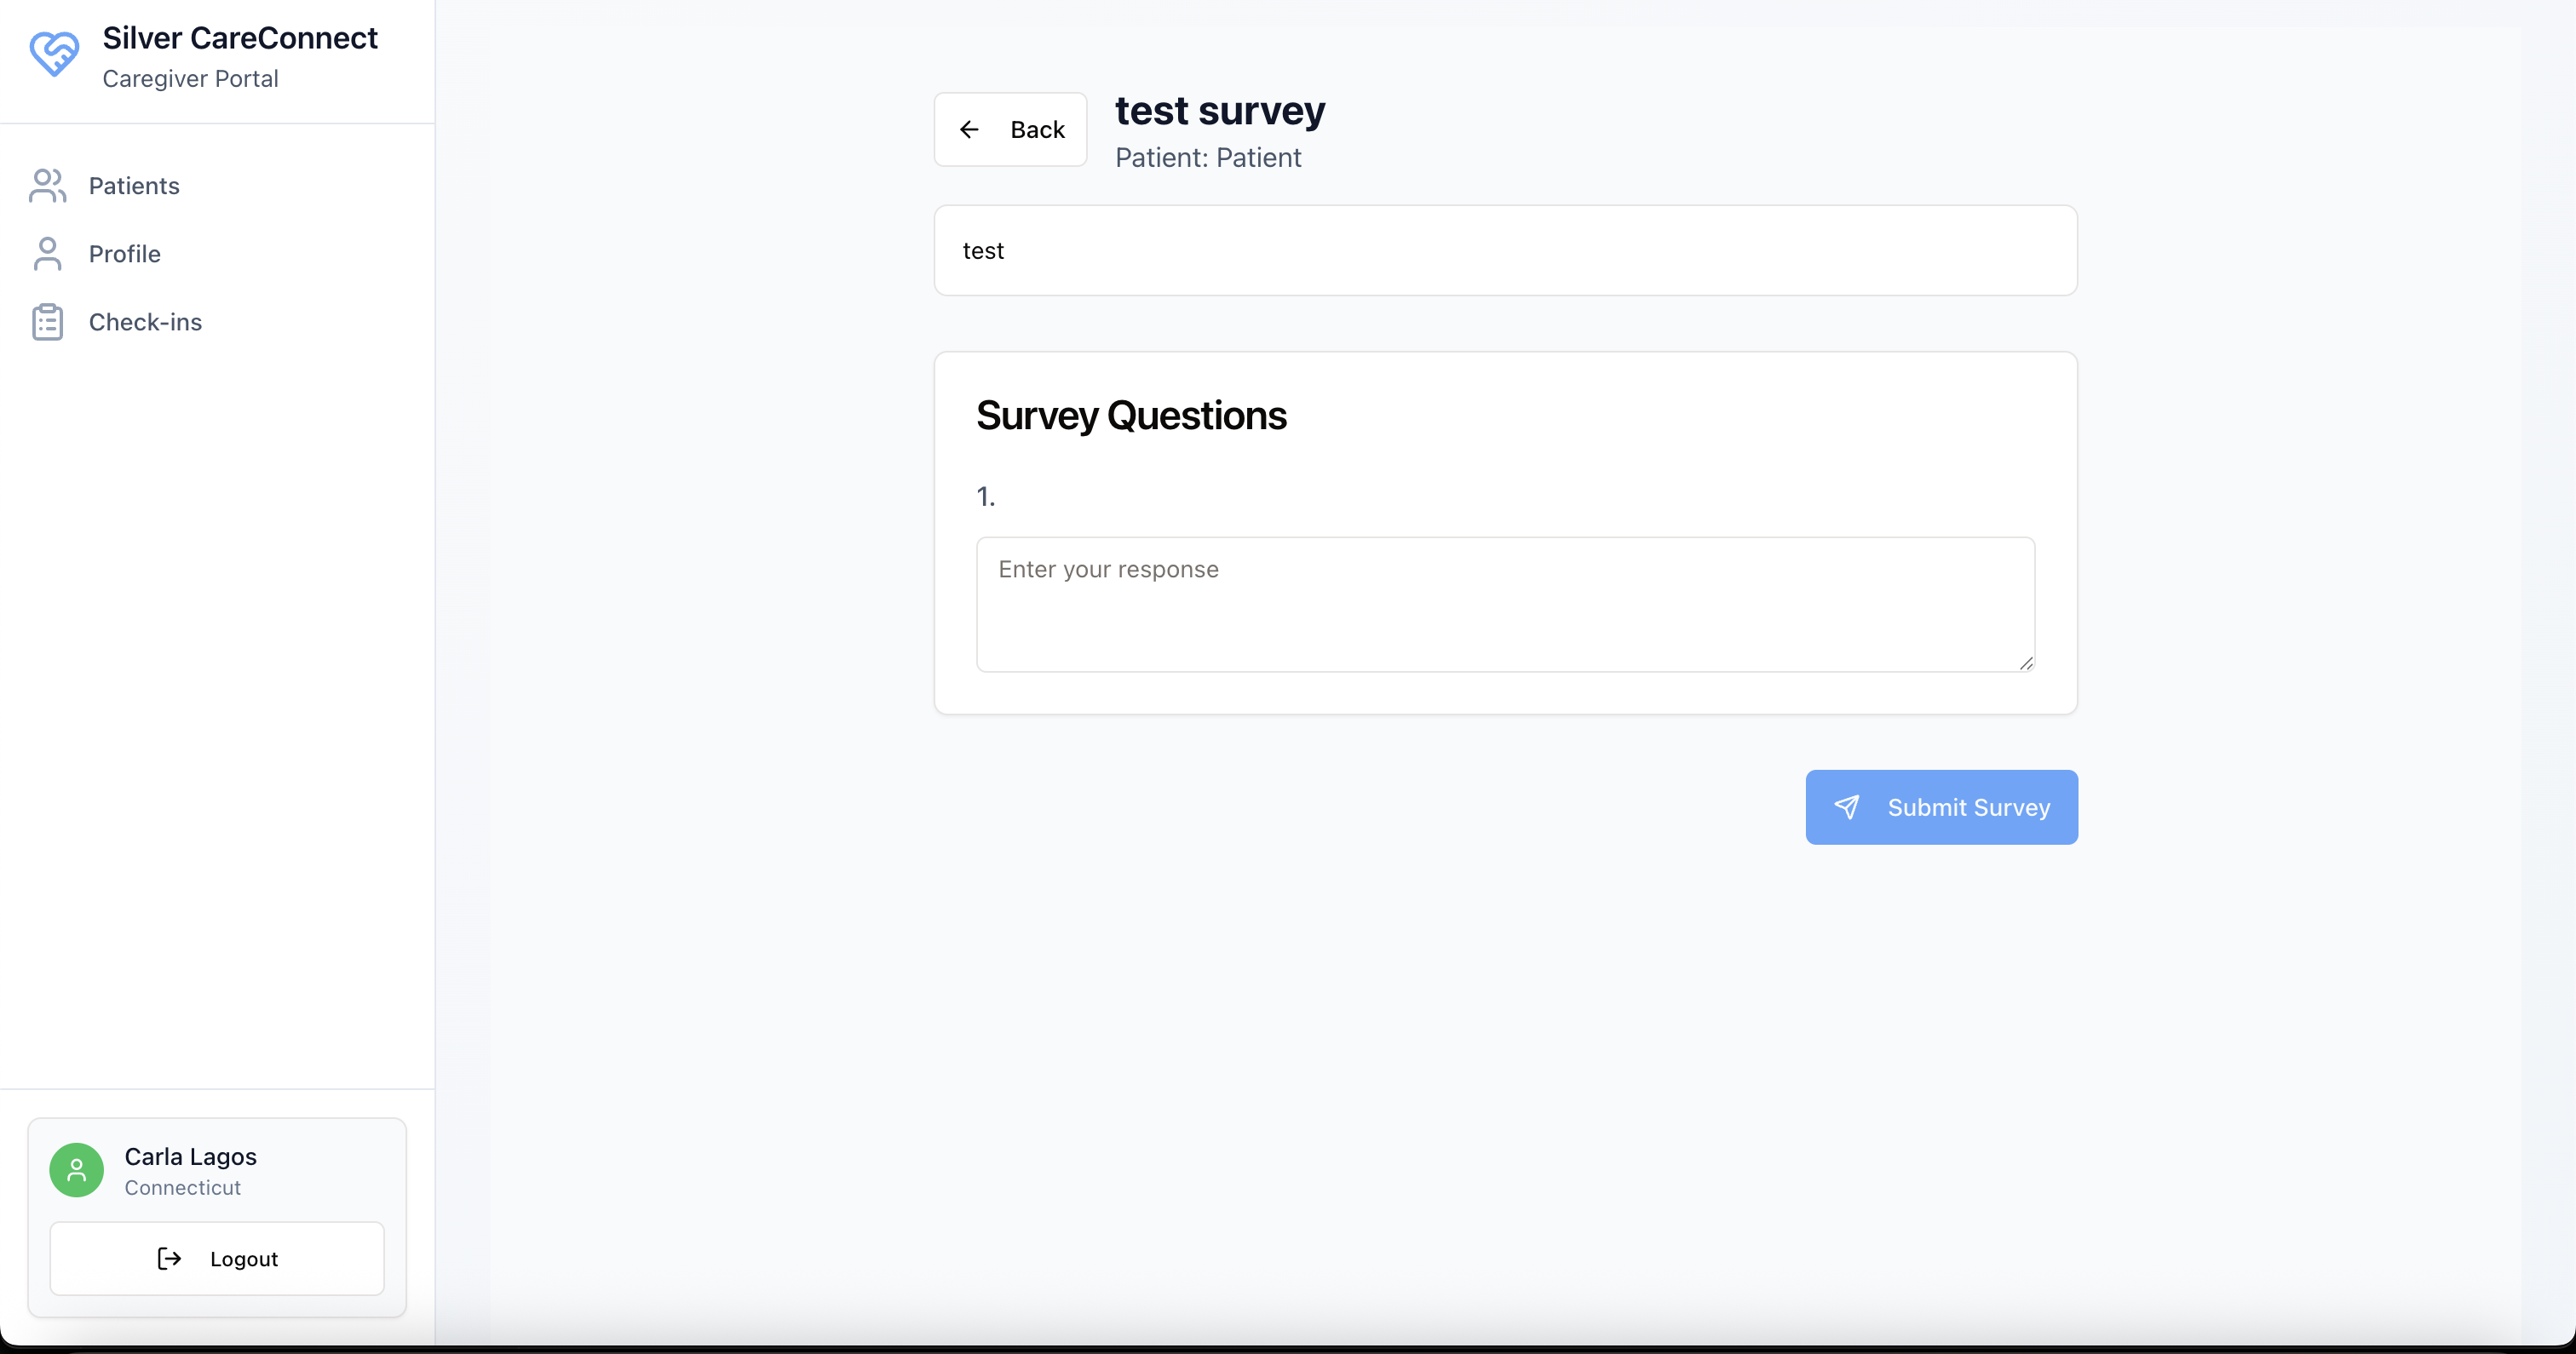 Silver CareConnect
Caregiver Portal
Patients
Profile
Check-ins
Back
test survey
Patient: Patient
test
Survey Questions
1.
Enter your response
Submit Survey
Carla Lagos
Connecticut
Logout